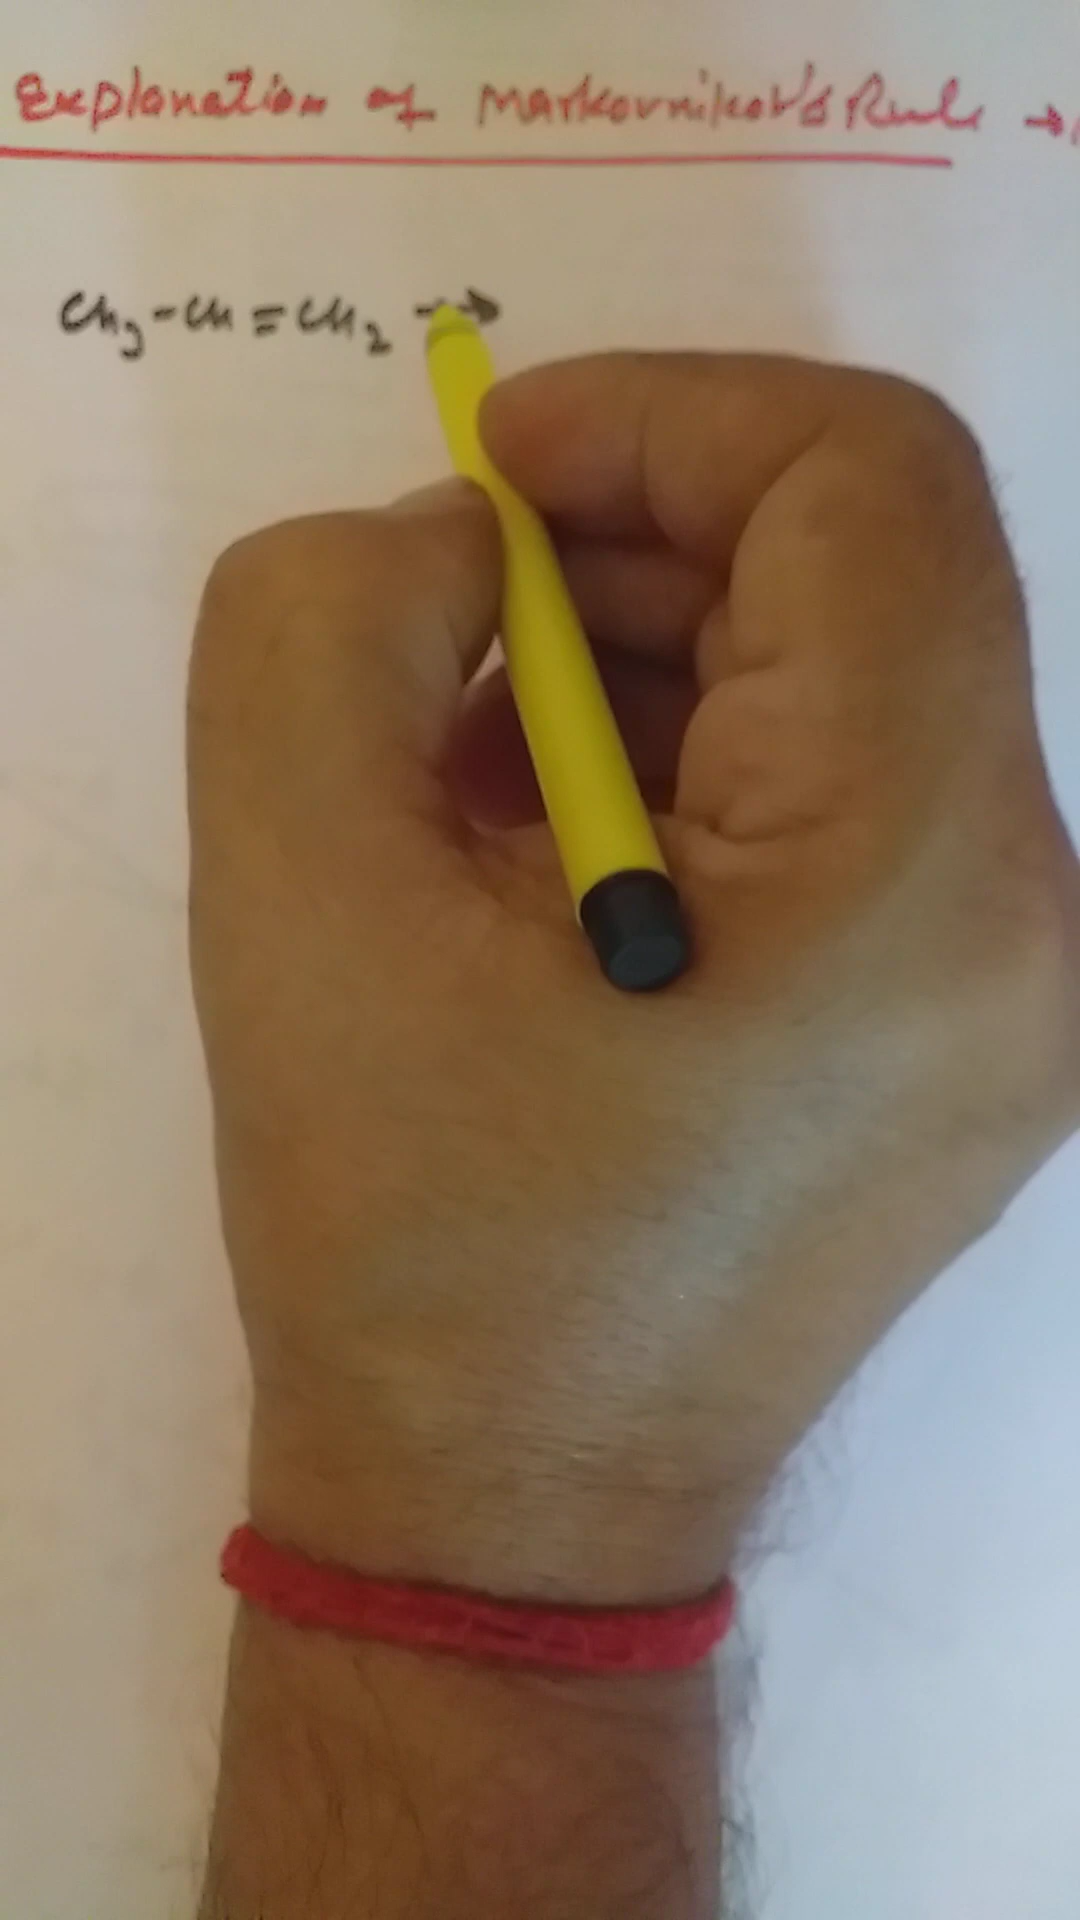 Explanation of Markovnikov's Rule →
CH3-CH=CH2 →